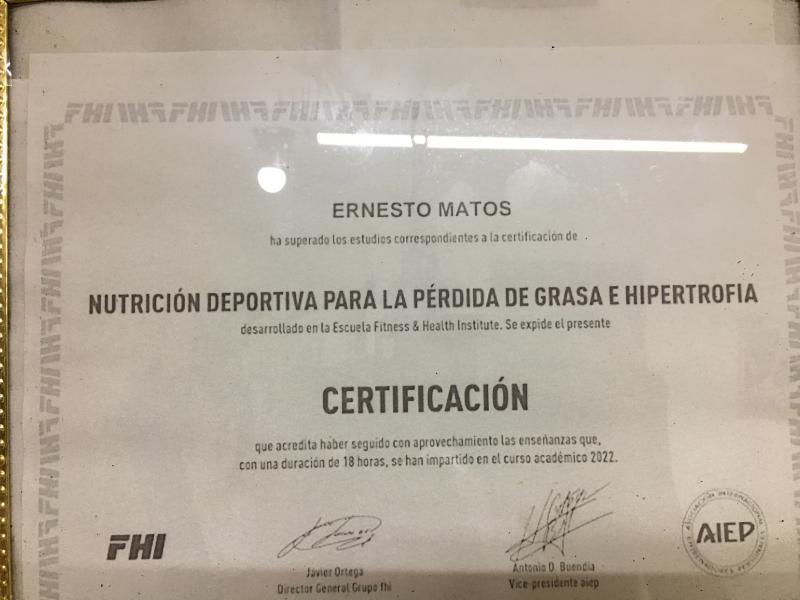 FHI FHI FHI FHI FHI FHI FHI
ERNESTO MATOS
ha superado los estudios correspondientes a la certificación de
NUTRICIÓN DEPORTIVA PARA LA PÉRDIDA DE GRASA E HIPERTROFIA
desarrollado en la Escuela Fitness & Health Institute. Se expide el presente
CERTIFICACIÓN
que acredita haber seguido con aprovechamiento las enseñanzas que,
con una duración de 18 horas, se han impartido en el curso académico 2022.
FHI
Javier Ortega
Director General Grupo fhi
Antonio O. Buendia
Vice-presidente aiep
ASOCIACIÓN INTERNACIONAL
AIEP